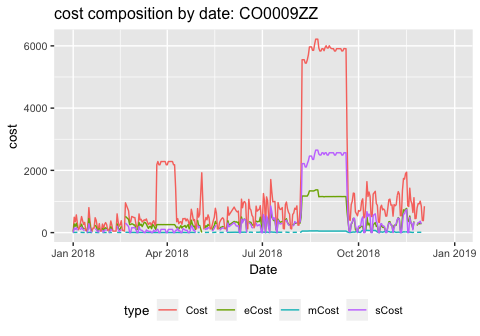 cost composition by date: CO0009ZZ
6000
4000
2000
0
cost
Jan 2018
Apr 2018
Jul 2018
Oct 2018
Jan 2019
Date
type
Cost
eCost
mCost
sCost